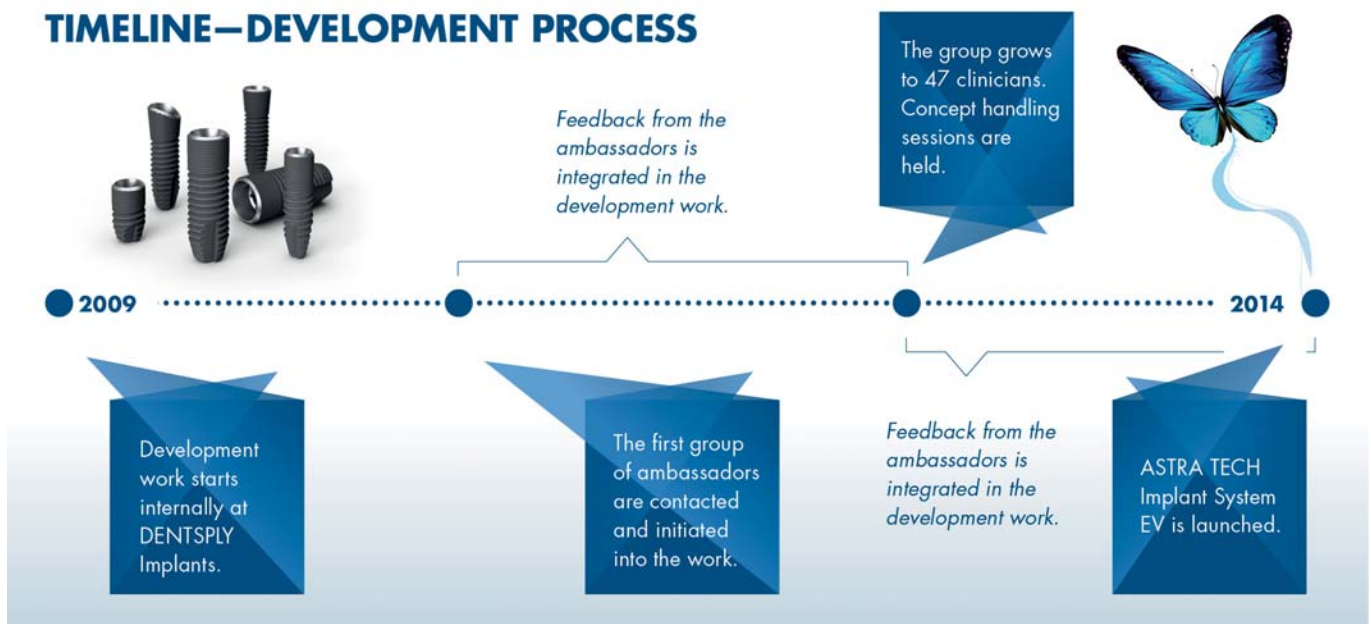 TIMELINE—DEVELOPMENT PROCESS
Feedback from the
ambassadors is
integrated in the
development work.
The group grows
to 47 clinicians.
Concept handling
sessions are
held.
2009
2014
Development
work starts
internally at
DENTSPLY
Implants.
The first group
of ambassadors
are contacted
and initiated
into the work.
Feedback from the
ambassadors is
integrated in the
development work.
ASTRA TECH
Implant System
EV is launched.